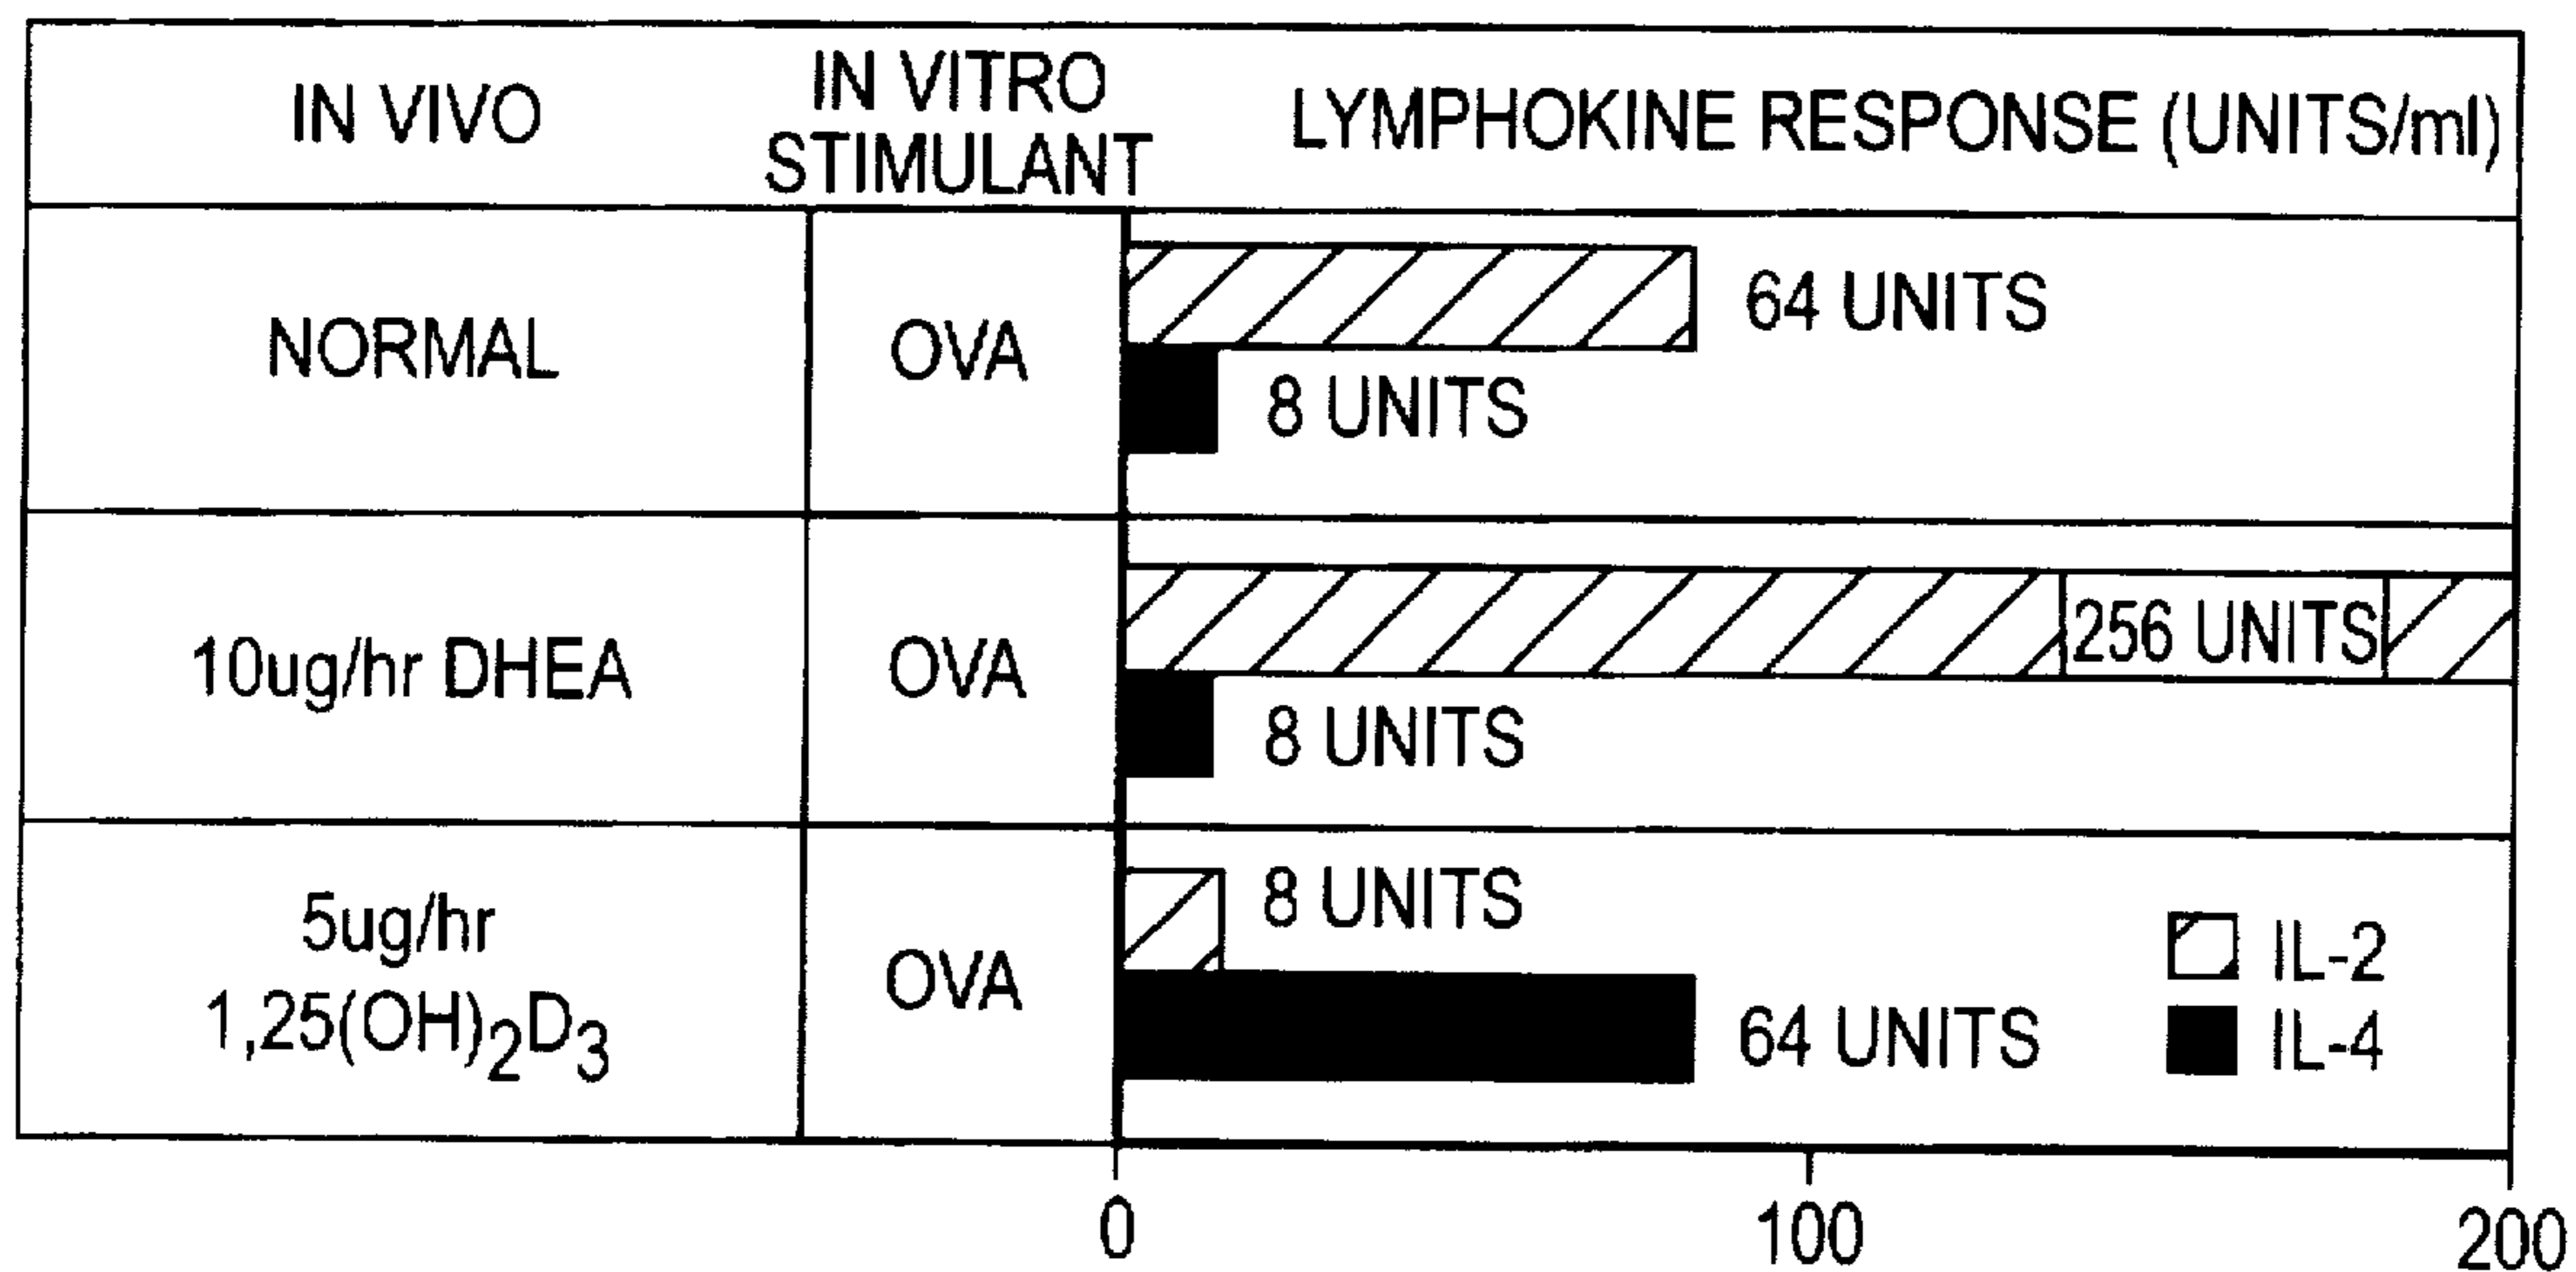 IN VIVO
IN VITRO
STIMULANT
LYMPHOKINE RESPONSE (UNITS/ml)
NORMAL
OVA
64 UNITS
8 UNITS
10ug/hr DHEA
OVA
256 UNITS
8 UNITS
5ug/hr
1,25(OH)2D3
OVA
8 UNITS
64 UNITS
IL-2
IL-4
0
100
200